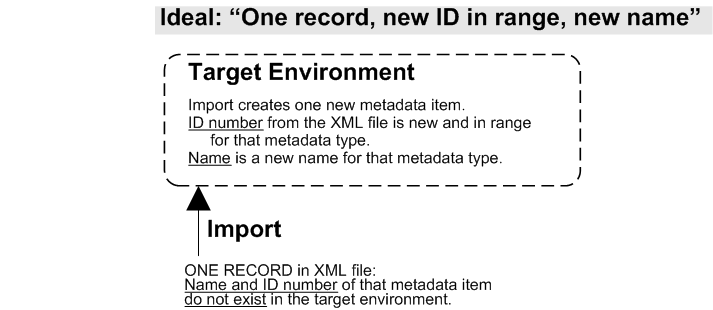 Ideal: “One record, new ID in range, new name”
Target Environment
Import creates one new metadata item.
ID number from the XML file is new and in range
for that metadata type.
Name is a new name for that metadata type.
Import
ONE RECORD in XML file:
Name and ID number of that metadata item
do not exist in the target environment.